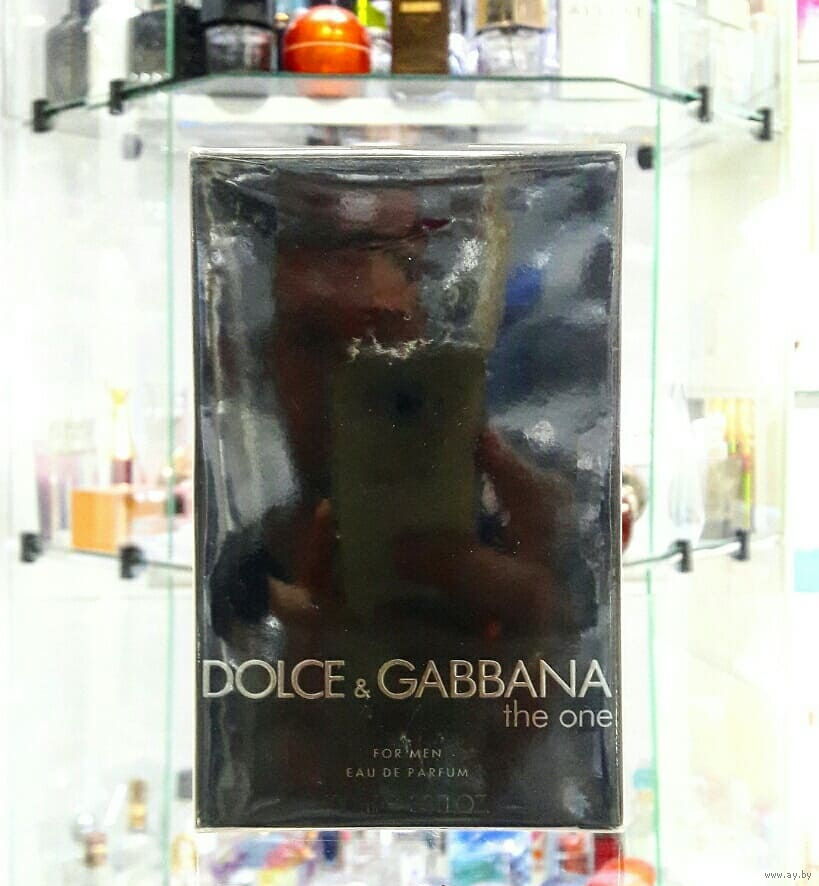 DOLCE & GABBANA
the one
FOR MEN
EAU DE PARFUM
www.ay.by